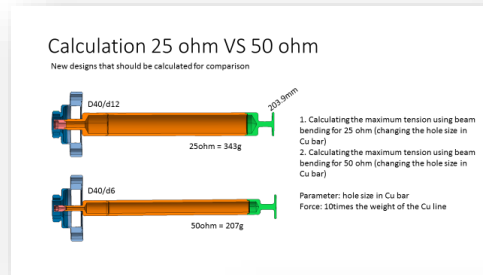 Calculation 25 ohm VS 50 ohm
New designs that should be calculated for comparison
D40/d12
203.9mm
25ohm = 343g
D40/d6
50ohm = 207g
1. Calculating the maximum tension using beam
bending for 25 ohm (changing the hole size in
Cu bar)
2. Calculating the maximum tension using beam
bending for 50 ohm (changing the hole size in
Cu bar)
Parameter: hole size in Cu bar
Force: 10times the weight of the Cu line